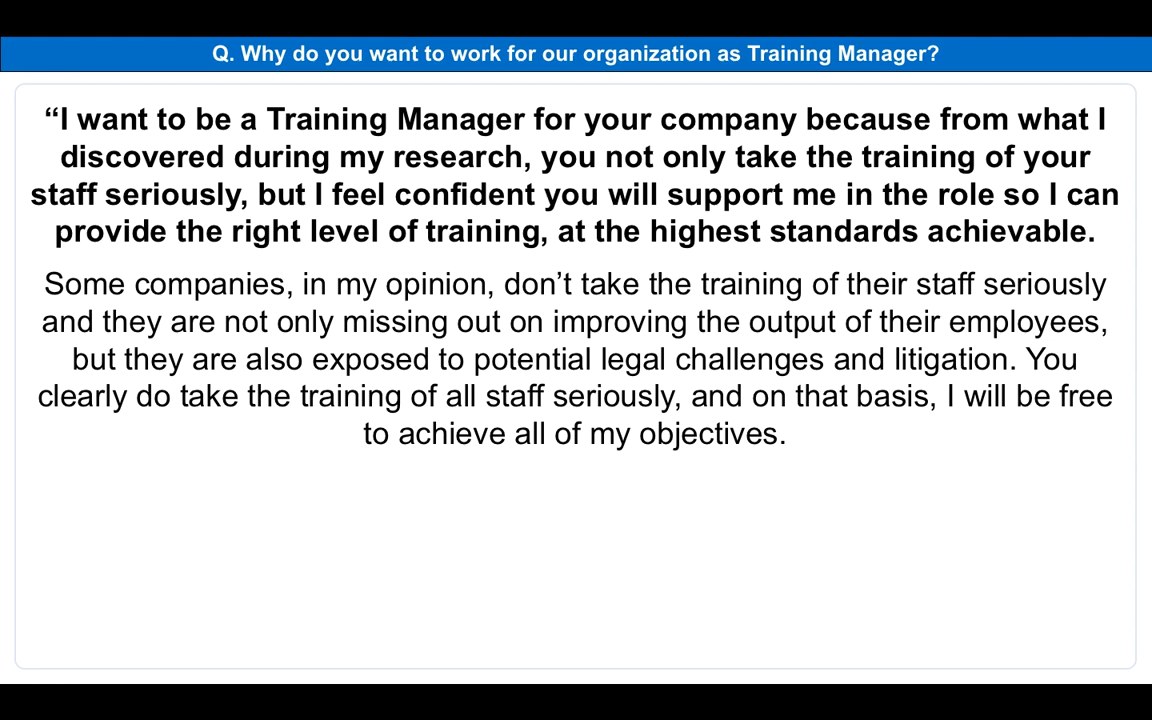 Q. Why do you want to work for our organization as Training Manager?
“I want to be a Training Manager for your company because from what I
discovered during my research, you not only take the training of your
staff seriously, but I feel confident you will support me in the role so I can
provide the right level of training, at the highest standards achievable.
Some companies, in my opinion, don’t take the training of their staff seriously
and they are not only missing out on improving the output of their employees,
but they are also exposed to potential legal challenges and litigation. You
clearly do take the training of all staff seriously, and on that basis, I will be free
to achieve all of my objectives.